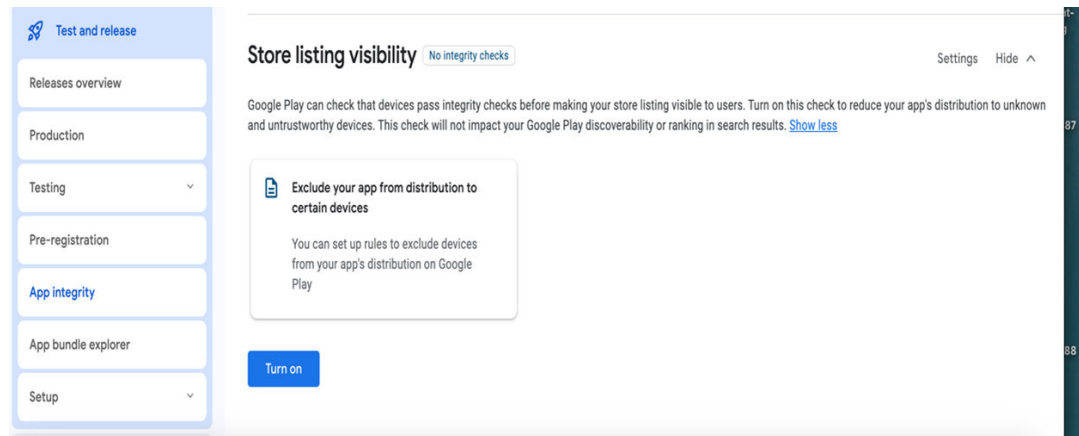 Test and release
Releases overview
Production
Testing
Pre-registration
App integrity
App bundle explorer
Setup
Store listing visibility No integrity checks
Settings Hide
Google Play can check that devices pass integrity checks before making your store listing visible to users. Turn on this check to reduce your app's distribution to unknown
and untrustworthy devices. This check will not impact your Google Play discoverability or ranking in search results. Show less
Exclude your app from distribution to
certain devices
You can set up rules to exclude devices
from your app's distribution on Google
Play
Turn on
87
88